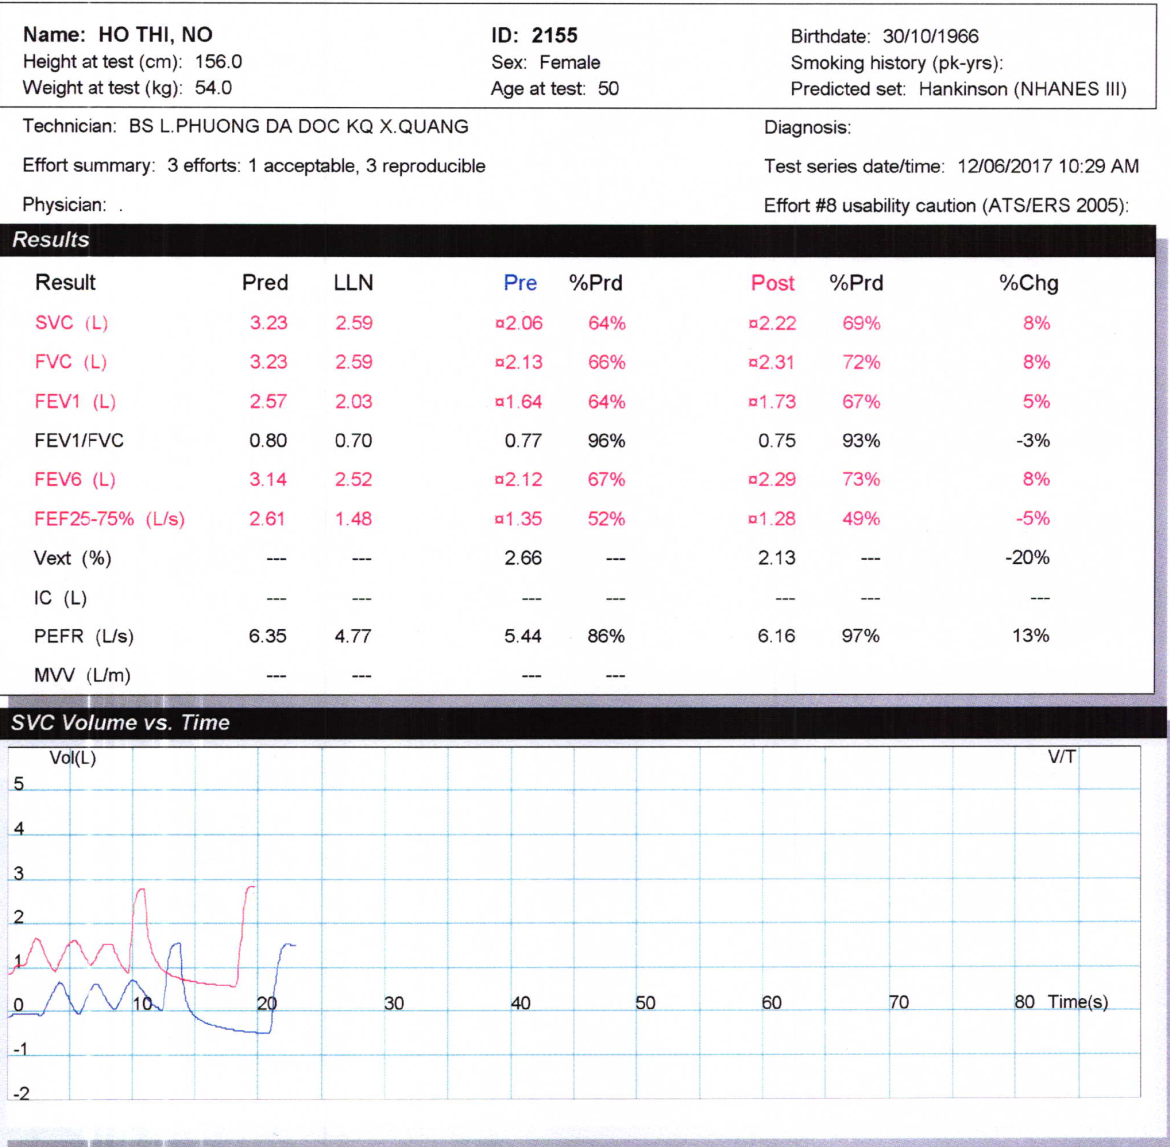 Name: HO THI, NO ID: 2155 Birthdate: 30/10/1966
Height at test (cm): 156.0 Sex: Female Smoking history (pk-yrs):
Weight at test (kg): 54.0 Age at test: 50 Predicted set: Hankinson (NHANES III)
Technician: BS L.PHUONG DA DOC KQ X.QUANG Diagnosis:
Effort summary: 3 efforts: 1 acceptable, 3 reproducible Test series date/time: 12/06/2017 10:29 AM
Physician: . Effort #8 usability caution (ATS/ERS 2005):
Results
Result Pred LLN Pre %Prd Post %Prd %Chg
SVC (L) 3.23 2.59 ¤2.06 64% ¤2.22 69% 8%
FVC (L) 3.23 2.59 ¤2.13 66% ¤2.31 72% 8%
FEV1 (L) 2.57 2.03 ¤1.64 64% ¤1.73 67% 5%
FEV1/FVC 0.80 0.70 0.77 96% 0.75 93% -3%
FEV6 (L) 3.14 2.52 ¤2.12 67% ¤2.29 73% 8%
FEF25-75% (L/s) 2.61 1.48 ¤1.35 52% ¤1.28 49% -5%
Vext (%) --- --- 2.66 --- 2.13 --- -20%
IC (L) --- --- --- --- --- --- ---
PEFR (L/s) 6.35 4.77 5.44 86% 6.16 97% 13%
MVV (L/m) --- --- --- ---
SVC Volume vs. Time
Vol(L) V/T
5
4
3
2
1
0 10 20 30 40 50 60 70 80 Time(s)
-1
-2